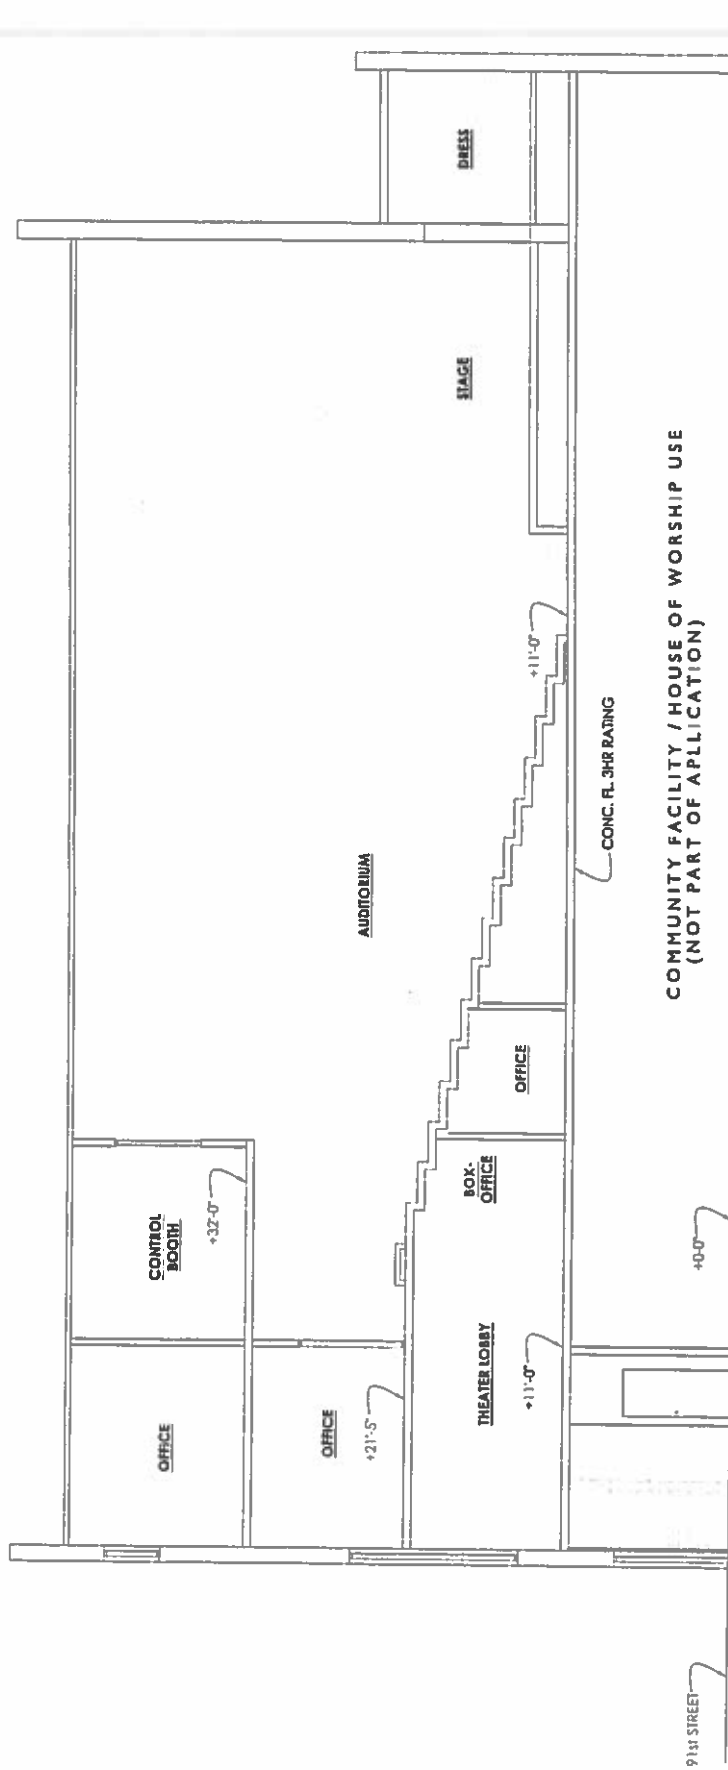 OFFICE
CONTROL
BOOTH
+32'-0"
OFFICE
+21'-5"
AUDITORIUM
THEATER LOBBY
+11'-0"
BOX-
OFFICE
OFFICE
+11'-0"
STAGE
DRESS
CONC. FL. 3HR RATING
COMMUNITY FACILITY / HOUSE OF WORSHIP USE
(NOT PART OF APLLICATION)
+0-0"
91st STREET